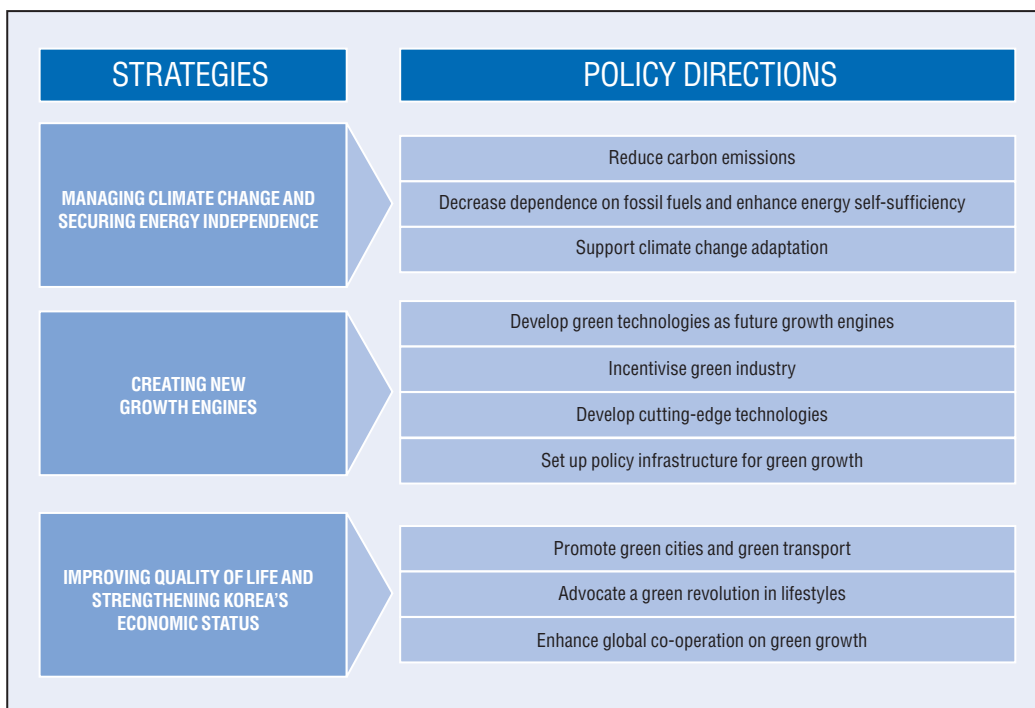 STRATEGIES
POLICY DIRECTIONS
MANAGING CLIMATE CHANGE AND
SECURING ENERGY INDEPENDENCE
Reduce carbon emissions
Decrease dependence on fossil fuels and enhance energy self-sufficiency
Support climate change adaptation
CREATING NEW
GROWTH ENGINES
Develop green technologies as future growth engines
Incentivise green industry
Develop cutting-edge technologies
Set up policy infrastructure for green growth
IMPROVING QUALITY OF LIFE AND
STRENGTHENING KOREA'S
ECONOMIC STATUS
Promote green cities and green transport
Advocate a green revolution in lifestyles
Enhance global co-operation on green growth